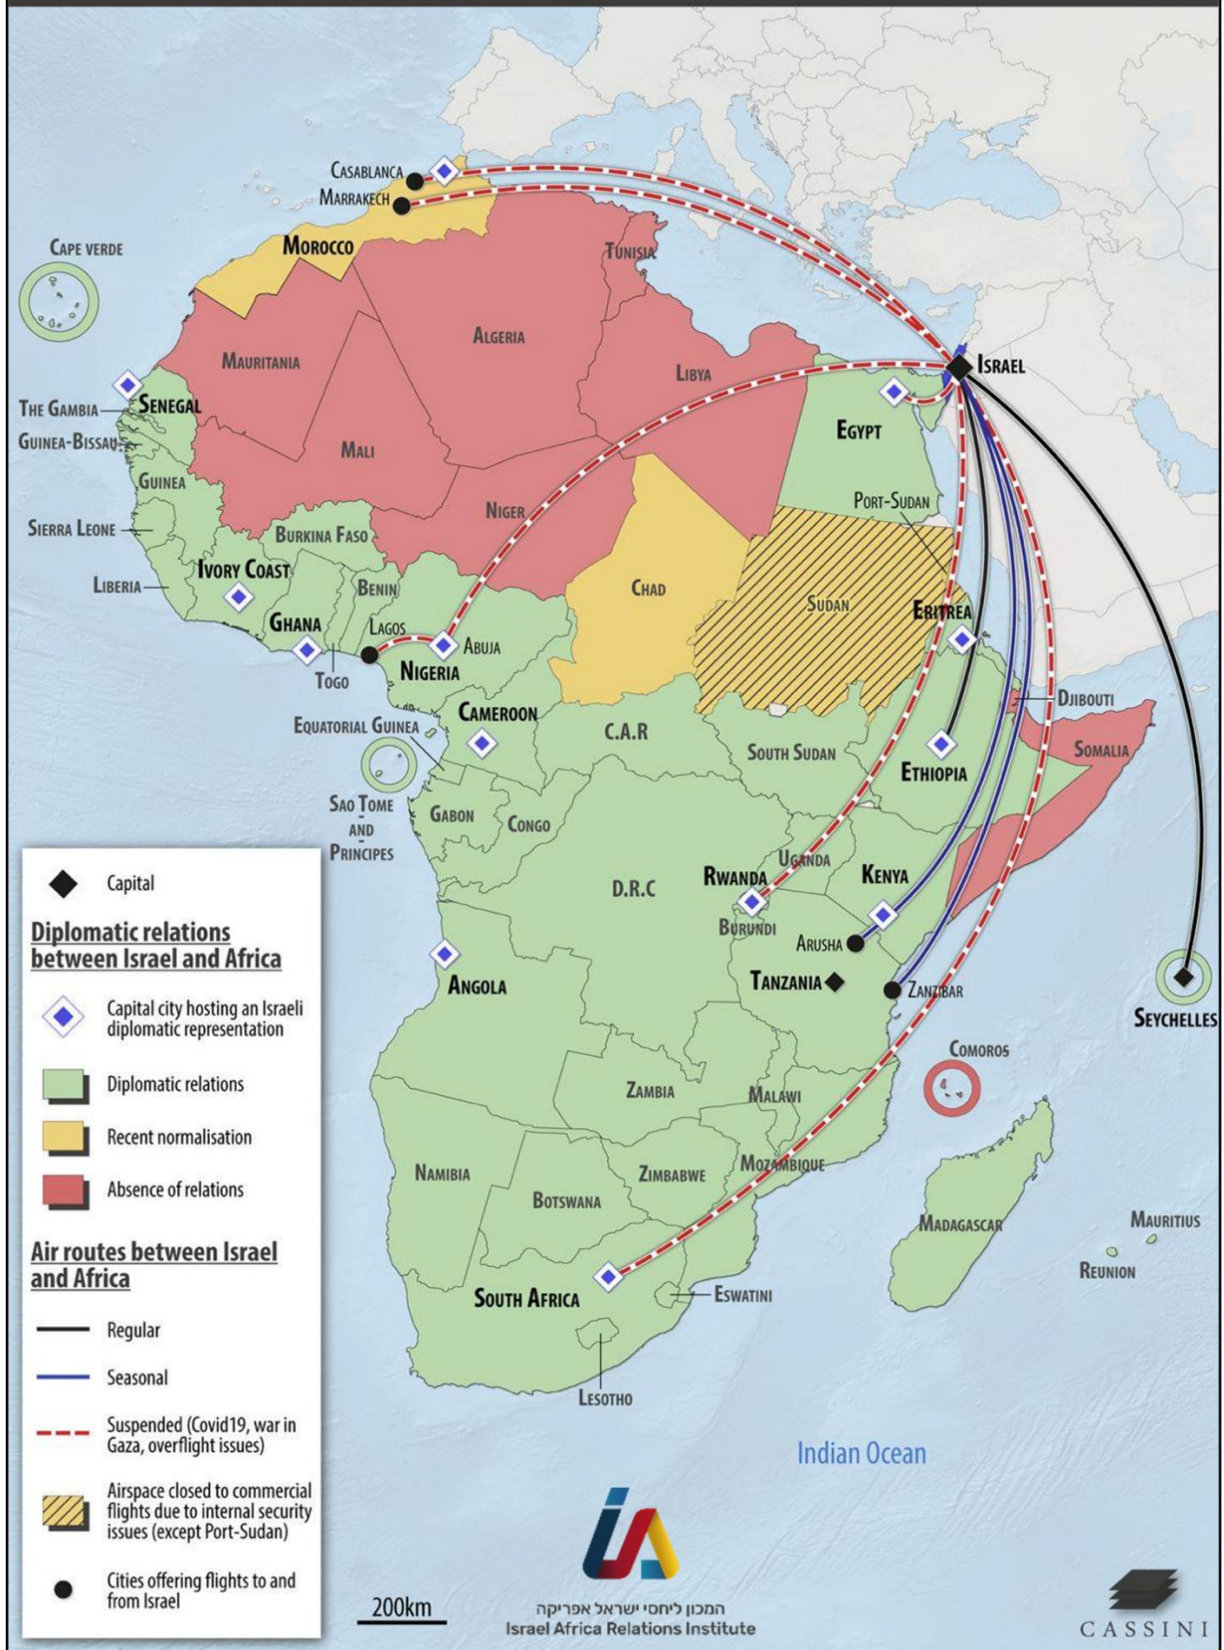 CASABLANCA
MARRAKECH
MOROCCO
TUNISIA
CAPE VERDE
ALGERIA
MAURITANIA
LIBYA
ISRAEL
SENEGAL
THE GAMBIA
GUINEA-BISSAU
EGYPT
MALI
GUINEA
PORT-SUDAN
NIGER
SIERRA LEONE
BURKINA FASO
IVORY COAST
LIBERIA
BENIN
CHAD
SUDAN
ERITREA
GHANA
LAGOS
ABUJA
NIGERIA
TOGO
DJIBOUTI
CAMEROON
EQUATORIAL GUINEA
C.A.R
SOUTH SUDAN
SOMALIA
ETHIOPIA
SAO TOME
AND
PRINCIPES
GABON
CONGO
UGANDA
RWANDA
KENYA
D.R.C
BURUNDI
ARUSHA
TANZANIA
ZANZIBAR
ANGOLA
SEYCHELLES
COMOROS
ZAMBIA
MALAWI
MOZAMBIQUE
NAMIBIA
ZIMBABWE
BOTSWANA
MADAGASCAR
MAURITIUS
REUNION
SOUTH AFRICA
ESWATINI
LESOTHO
Indian Ocean
Capital
Diplomatic relations
between Israel and Africa
Capital city hosting an Israeli
diplomatic representation
Diplomatic relations
Recent normalisation
Absence of relations
Air routes between Israel
and Africa
Regular
Seasonal
Suspended (Covid19, war in
Gaza, overflight issues)
Airspace closed to commercial
flights due to internal security
issues (except Port-Sudan)
Cities offering flights to and
from Israel
200km
המכון ליחסי ישראל אפריקה
Israel Africa Relations Institute
CASSINI